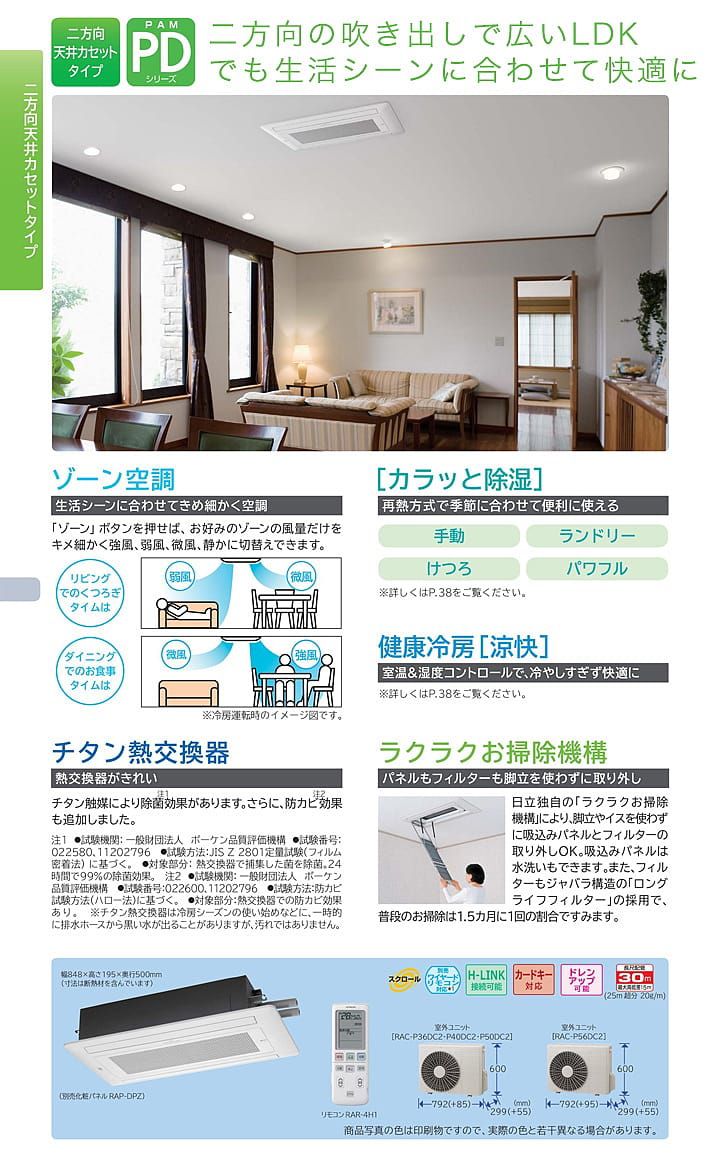 二方向
天井カセット
タイプ
PAM
PD
シリーズ
二方向の吹き出しで広いLDK
でも生活シーンに合わせて快適に
二方向天井カセットタイプ
ゾーン空調
生活シーンに合わせてきめ細かく空調
「ゾーン」ボタンを押せば、お好みのゾーンの風量だけを
キメ細かく強風、弱風、微風、静かに切替えできます。
リビング
でのくつろぎ
タイムは
弱風
微風
ダイニング
でのお食事
タイムは
微風
強風
※冷房運転時のイメージ図です。
[カラッと除湿]
再熱方式で季節に合わせて便利に使える
手動
ランドリー
けつろ
パワフル
※詳しくはP.38をご覧ください。
健康冷房[涼快]
室温&湿度コントロールで、冷やしすぎず快適に
※詳しくはP.38をご覧ください。
チタン熱交換器
熱交換器がきれい
注1
注2
チタン触媒により除菌効果があります。さらに、防カビ効果
も追加しました。
注1 ●試験機関:一般財団法人 ボーケン品質評価機構 ●試験番号:
022580、11202796 ●試験方法:JIS Z 2801定量試験(フィルム
密着法)に基づく。 ●対象部分:熱交換器で捕集した菌を除菌。24
時間で99%の除菌効果。 注2 ●試験機関:一般財団法人 ボーケン
品質評価機構 ●試験番号:022600、11202796 ●試験方法:防カビ
試験方法(ハロー法)に基づく。 ●対象部分:熱交換器での防カビ効果
あり。 ※チタン熱交換器は冷房シーズンの使い始めなどに、一時的
に排水ホースから黒い水が出ることがありますが、汚れではありません。
ラクラクお掃除機構
パネルもフィルターも脚立を使わずに取り外し
日立独自の「ラクラクお掃除
機構」により、脚立やイスを使わず
に吸込みパネルとフィルターの
取り外しOK。吸込みパネルは
水洗いもできます。また、フィル
ターもジャバラ構造の「ロング
ライフフィルター」の採用で、
普段のお掃除は1.5カ月に1回の割合ですみます。
幅848×高さ195×奥行500mm
(寸法は断熱材を含んでいます)
(別売化粧パネル RAP-DPZ)
スクロール
別売
ワイヤード
リモコン
対応※1
H-LINK
接続可能
カードキー
対応
ドレン
アップ
可能
長尺配管
30m
最大高低差15m
(25m超分 20g/m)
リモコン RAR-4H1
室外ユニット
[RAC-P36DC2・P40DC2・P50DC2]
600
792(+85)
(mm)
299(+55)
室外ユニット
[RAC-P56DC2]
600
792(+95)
(mm)
299(+55)
商品写真の色は印刷物ですので、実際の色と若干異なる場合があります。